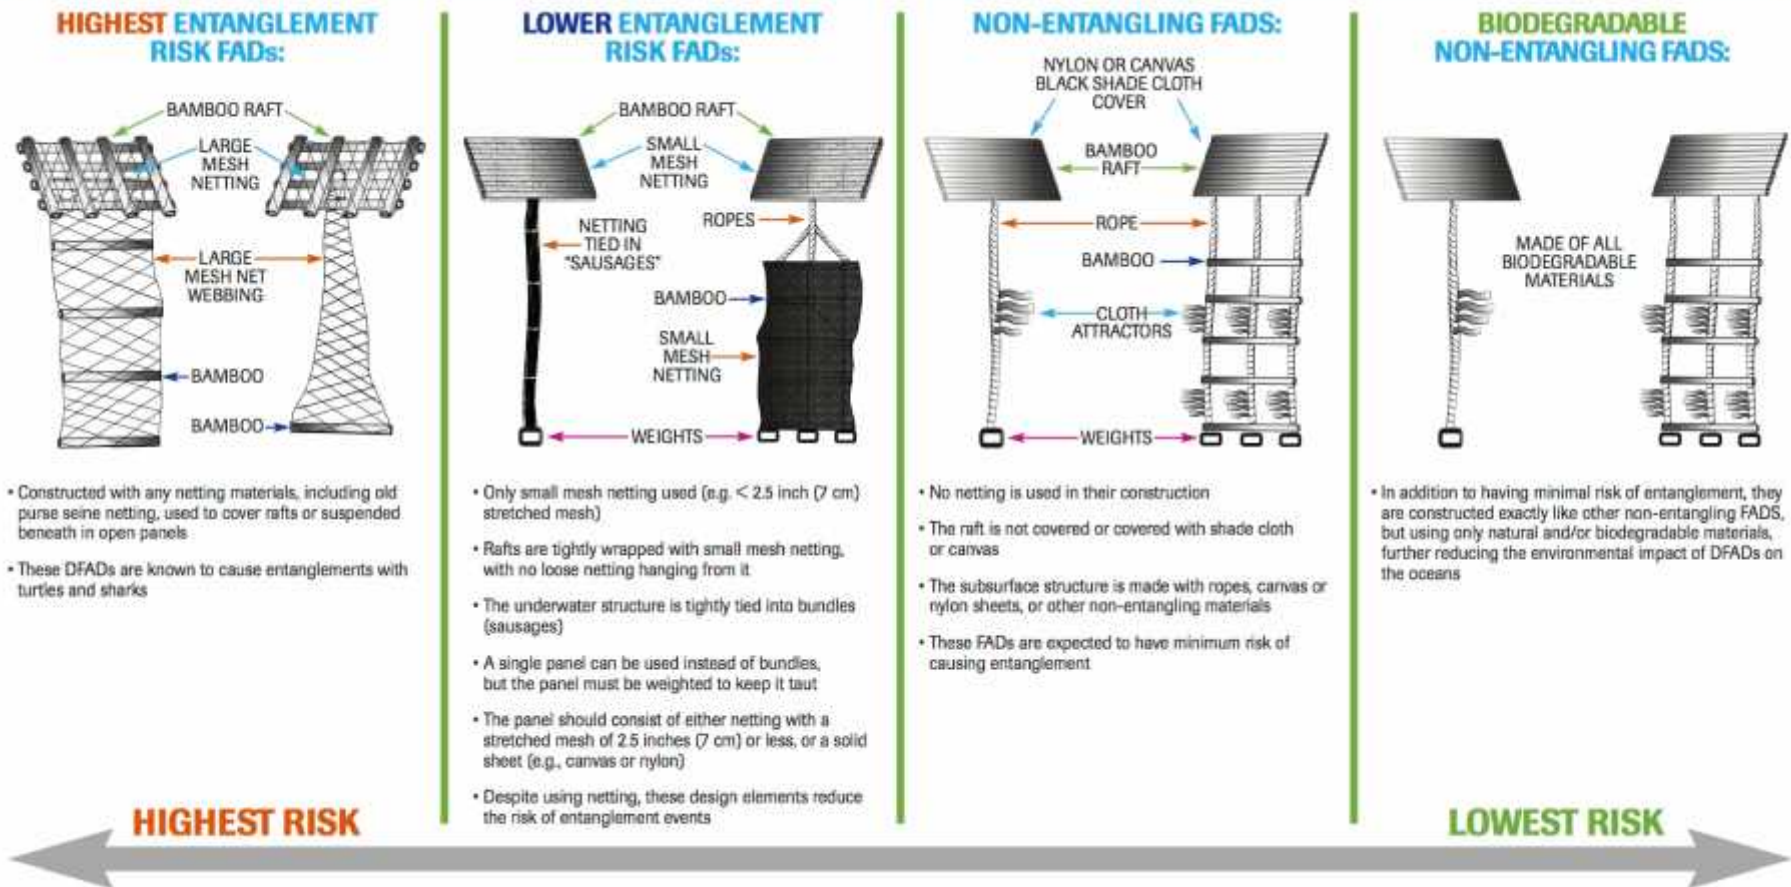 HIGHEST ENTANGLEMENT
RISK FADs:
BAMBOO RAFT
LARGE
MESH
NETTING
LARGE
MESH NET
WEBBING
BAMBOO
BAMBOO
• Constructed with any netting materials, including old
purse seine netting, used to cover rafts or suspended
beneath in open panels
• These DFADs are known to cause entanglements with
turtles and sharks
LOWER ENTANGLEMENT
RISK FADs:
BAMBOO RAFT
SMALL
MESH
NETTING
ROPES
NETTING
TIED IN
"SAUSAGES"
BAMBOO
SMALL
MESH
NETTING
WEIGHTS
• Only small mesh netting used (e.g. < 2.5 inch (7 cm)
stretched mesh)
• Rafts are tightly wrapped with small mesh netting,
with no loose netting hanging from it
• The underwater structure is tightly tied into bundles
(sausages)
• A single panel can be used instead of bundles,
but the panel must be weighted to keep it taut
• The panel should consist of either netting with a
stretched mesh of 2.5 inches (7 cm) or less, or a solid
sheet (e.g., canvas or nylon)
• Despite using netting, these design elements reduce
the risk of entanglement events
NON-ENTANGLING FADS:
NYLON OR CANVAS
BLACK SHADE CLOTH
COVER
BAMBOO
RAFT
ROPE
BAMBOO
CLOTH
ATTRACTORS
WEIGHTS
• No netting is used in their construction
• The raft is not covered or covered with shade cloth
or canvas
• The subsurface structure is made with ropes, canvas or
nylon sheets, or other non-entangling materials
• These FADs are expected to have minimum risk of
causing entanglement
BIODEGRADABLE
NON-ENTANGLING FADS:
MADE OF ALL
BIODEGRADABLE
MATERIALS
• In addition to having minimal risk of entanglement, they
are constructed exactly like other non-entangling FADS,
but using only natural and/or biodegradable materials,
further reducing the environmental impact of DFADs on
the oceans
HIGHEST RISK
LOWEST RISK